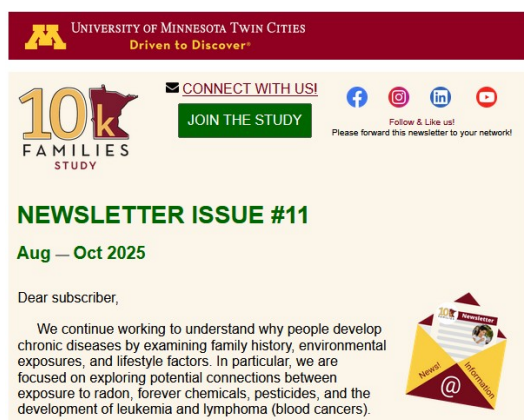 UNIVERSITY OF MINNESOTA TWIN CITIES
Driven to Discover®
10k
FAMILIES
STUDY
CONNECT WITH US!
JOIN THE STUDY
Follow & Like us!
Please forward this newsletter to your network!
NEWSLETTER ISSUE #11
Aug — Oct 2025
Dear subscriber,
We continue working to understand why people develop
chronic diseases by examining family history, environmental
exposures, and lifestyle factors. In particular, we are
focused on exploring potential connections between
exposure to radon, forever chemicals, pesticides, and the
development of leukemia and lymphoma (blood cancers).
10k Newsletter
News!
Information
@